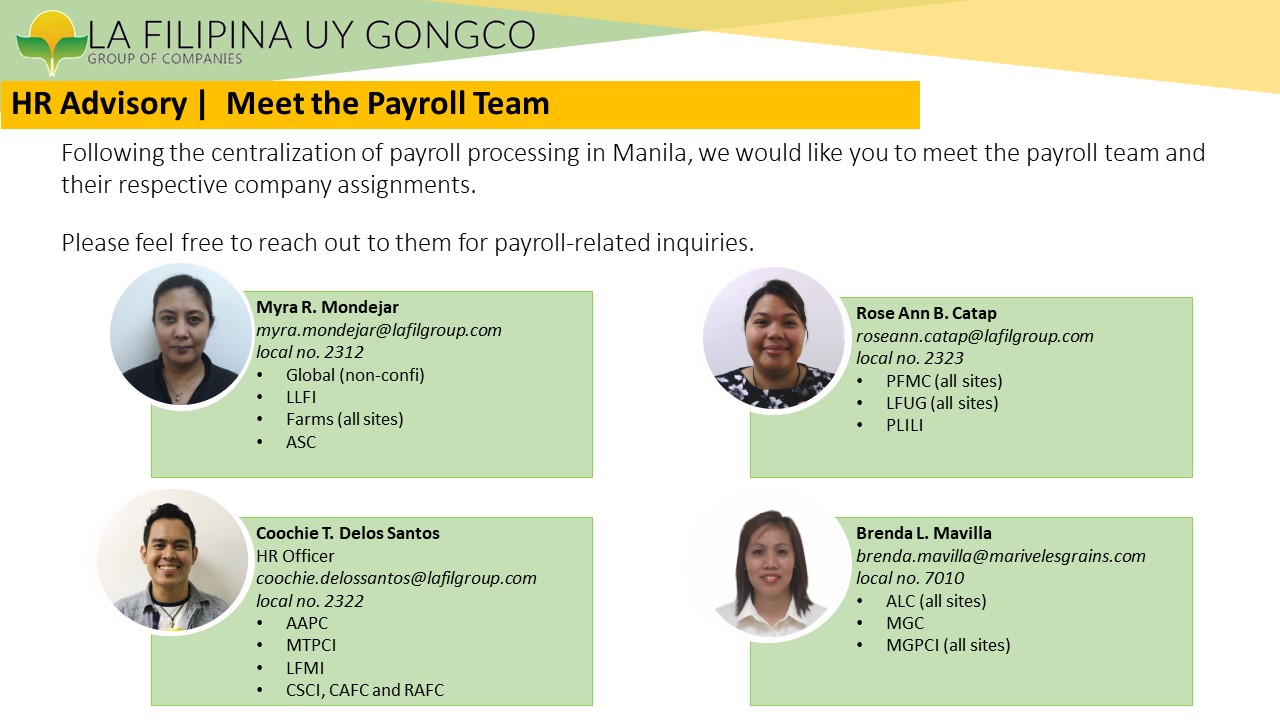 LA FILIPINA UY GONGCO
GROUP OF COMPANIES
HR Advisory | Meet the Payroll Team
Following the centralization of payroll processing in Manila, we would like you to meet the payroll team and
their respective company assignments.
Please feel free to reach out to them for payroll-related inquiries.
Myra R. Mondejar
myra.mondejar@lafilgroup.com
local no. 2312
• Global (non-confi)
• LLFI
• Farms (all sites)
• ASC
Rose Ann B. Catap
roseann.catap@lafilgroup.com
local no. 2323
• PFMC (all sites)
• LFUG (all sites)
• PLILI
Coochie T. Delos Santos
HR Officer
coochie.delossantos@lafilgroup.com
local no. 2322
• AAPC
• MTPCI
• LFMI
• CSCI, CAFC and RAFC
Brenda L. Mavilla
brenda.mavilla@marivelesgrains.com
local no. 7010
• ALC (all sites)
• MGC
• MGPCI (all sites)